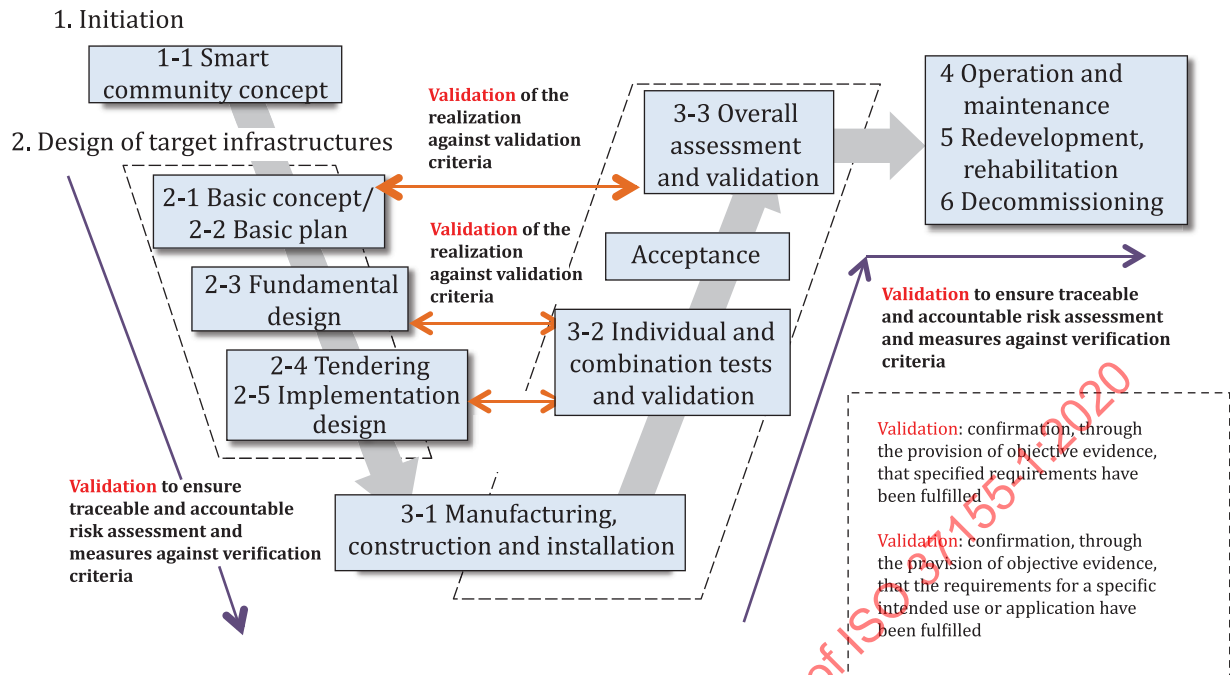 1. Initiation
1-1 Smart
community concept
2. Design of target infrastructures
2-1 Basic concept/
2-2 Basic plan
2-3 Fundamental
design
2-4 Tendering
2-5 Implementation
design
Validation to ensure
traceable and accountable
risk assessment and
measures against verification
criteria
Validation of the
realization
against validation
criteria
Validation of the
realization
against validation
criteria
3-1 Manufacturing,
construction and installation
3-2 Individual and
combination tests
and validation
Acceptance
3-3 Overall
assessment
and validation
4 Operation and
maintenance
5 Redevelopment,
rehabilitation
6 Decommissioning
Validation to ensure traceable
and accountable risk assessment
and measures against verification
criteria
Validation: confirmation, through
the provision of objective evidence,
that specified requirements have
been fulfilled
Validation: confirmation, through
the provision of objective evidence,
that the requirements for a specific
intended use or application have
been fulfilled
of ISO 37155-1:2020